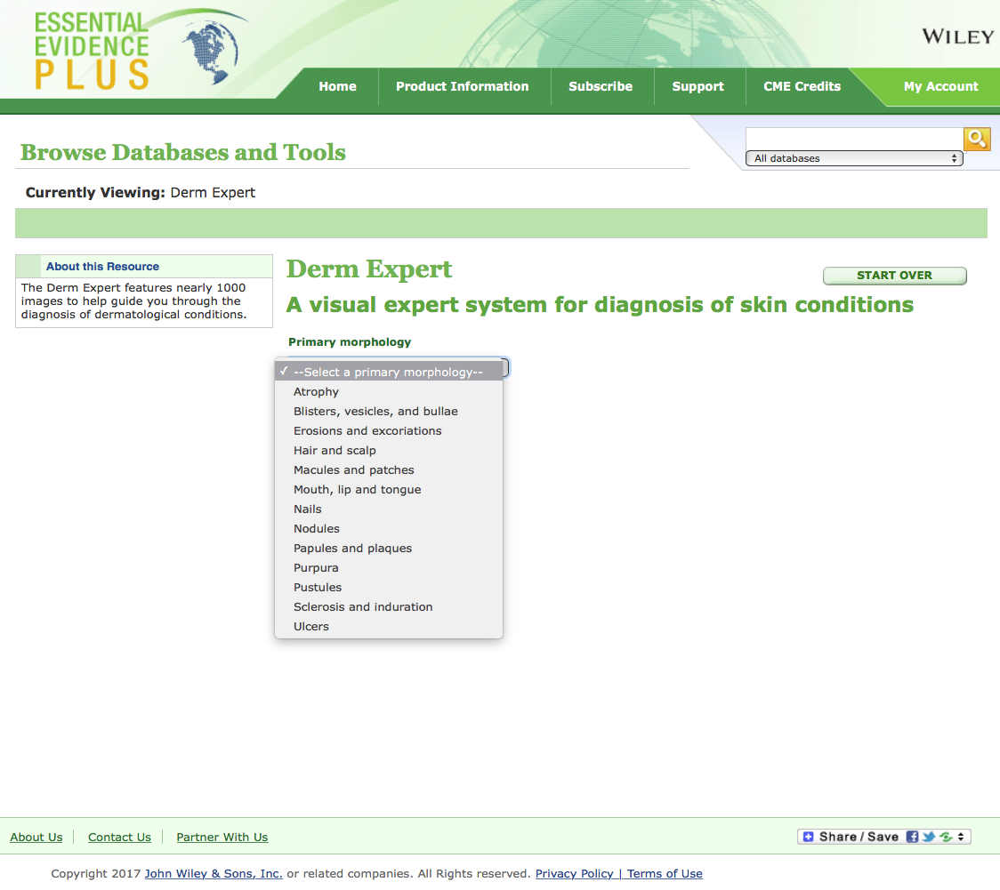 ESSENTIAL
EVIDENCE
PLUS
WILEY
Home
Product Information
Subscribe
Support
CME Credits
My Account
Browse Databases and Tools
All databases
Currently Viewing: Derm Expert
About this Resource
The Derm Expert features nearly 1000
images to help guide you through the
diagnosis of dermatological conditions.
Derm Expert
START OVER
A visual expert system for diagnosis of skin conditions
Primary morphology
✓ --Select a primary morphology--
Atrophy
Blisters, vesicles, and bullae
Erosions and excoriations
Hair and scalp
Macules and patches
Mouth, lip and tongue
Nails
Nodules
Papules and plaques
Purpura
Pustules
Sclerosis and induration
Ulcers
About Us
Contact Us
Partner With Us
Share / Save
Copyright 2017 John Wiley & Sons, Inc. or related companies. All Rights reserved. Privacy Policy | Terms of Use